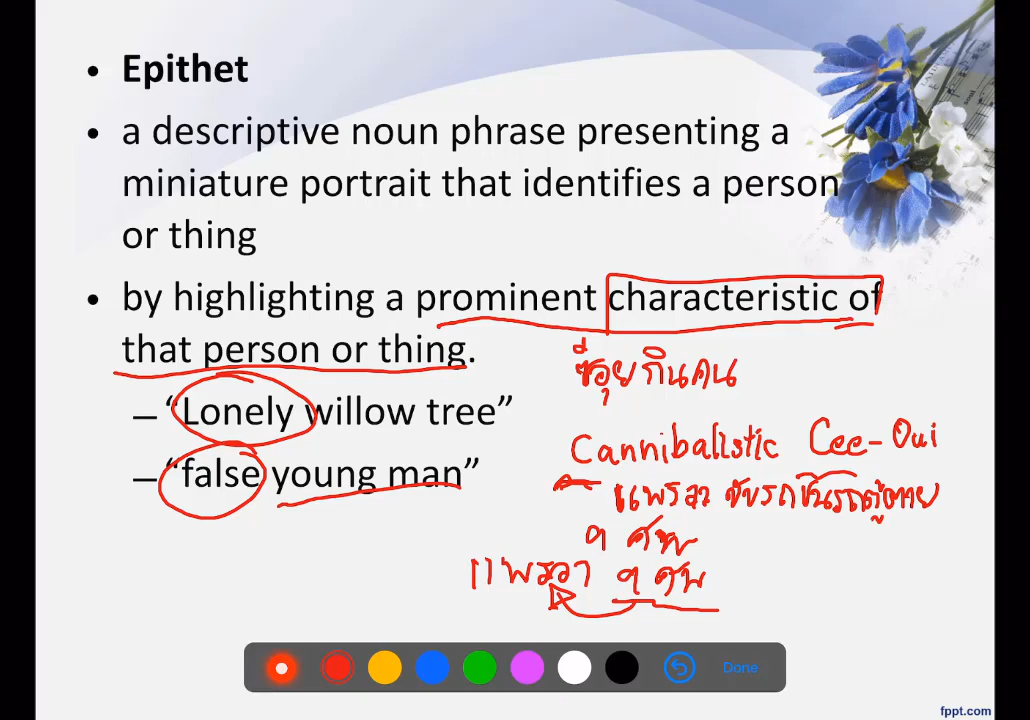 • Epithet
• a descriptive noun phrase presenting a
miniature portrait that identifies a person
or thing
• by highlighting a prominent characteristic of
that person or thing.
ซีอุยกินคน
– “Lonely willow tree”
Cannibalistic Cee-Oui
– “false young man”
แพรวา ขับรถชนรถตู้ตาย
9 ศพ
แพรวา 9 ศพ
Done
fppt.com